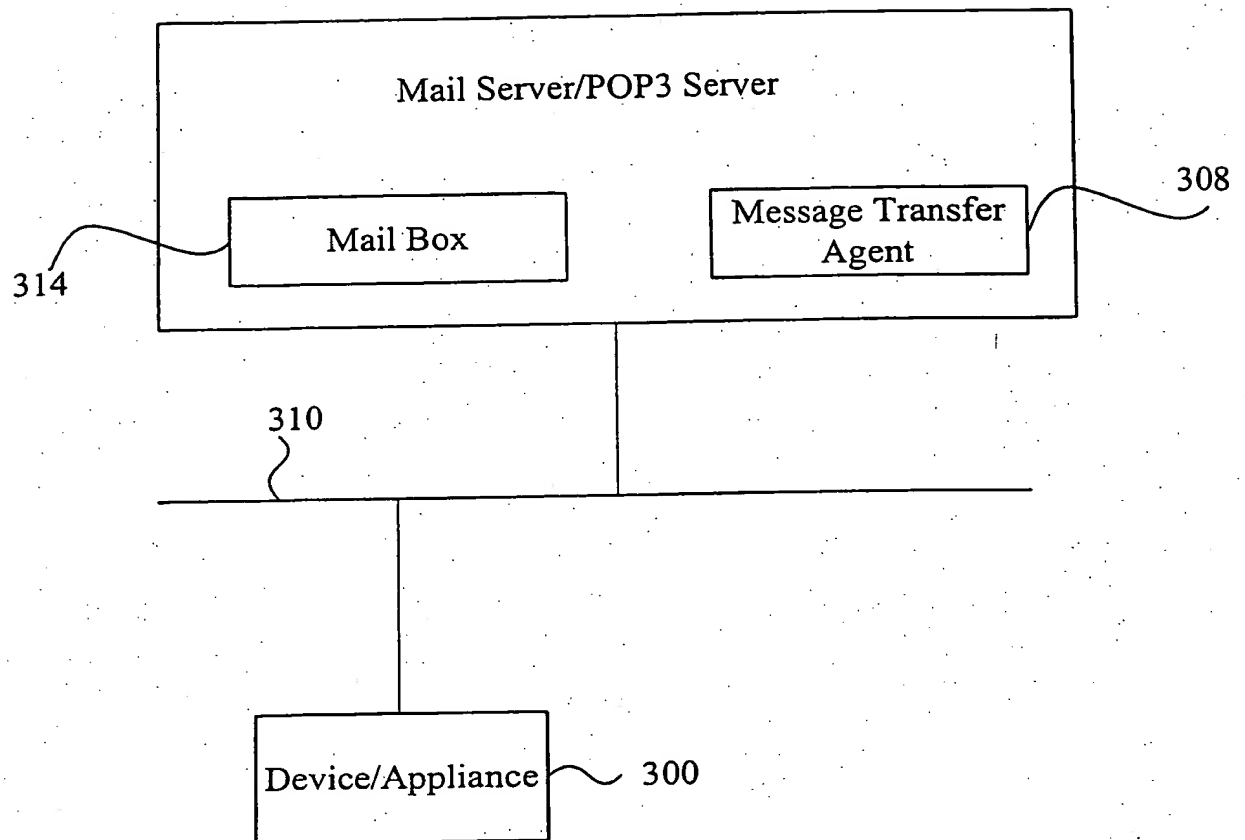 Mail Server/POP3 Server
308
Mail Box
Message Transfer
Agent
314
310
Device/Appliance
300